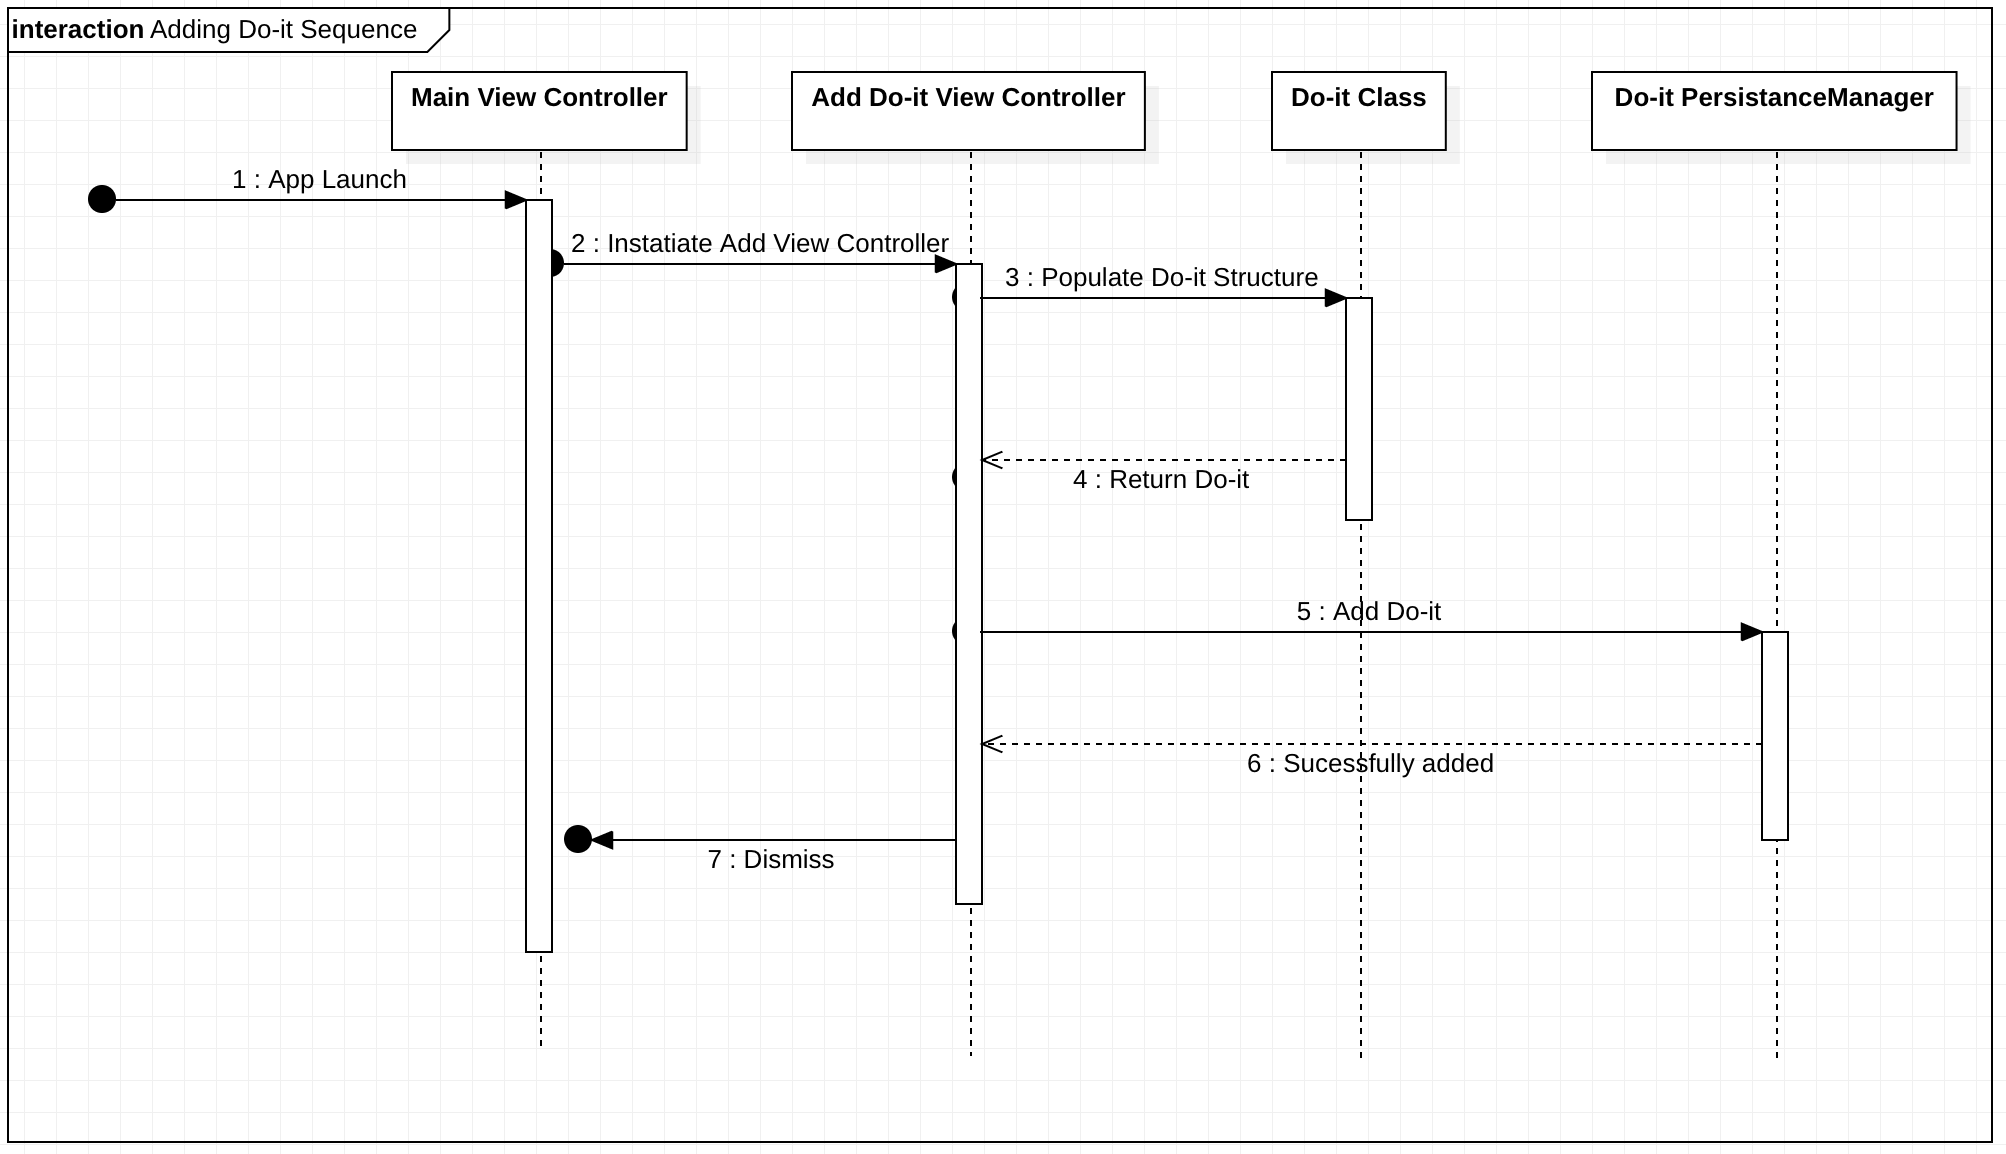 interaction Adding Do-it Sequence
Main View Controller
Add Do-it View Controller
Do-it Class
Do-it PersistanceManager
1 : App Launch
2 : Instatiate Add View Controller
3 : Populate Do-it Structure
4 : Return Do-it
5 : Add Do-it
6 : Sucessfully added
7 : Dismiss